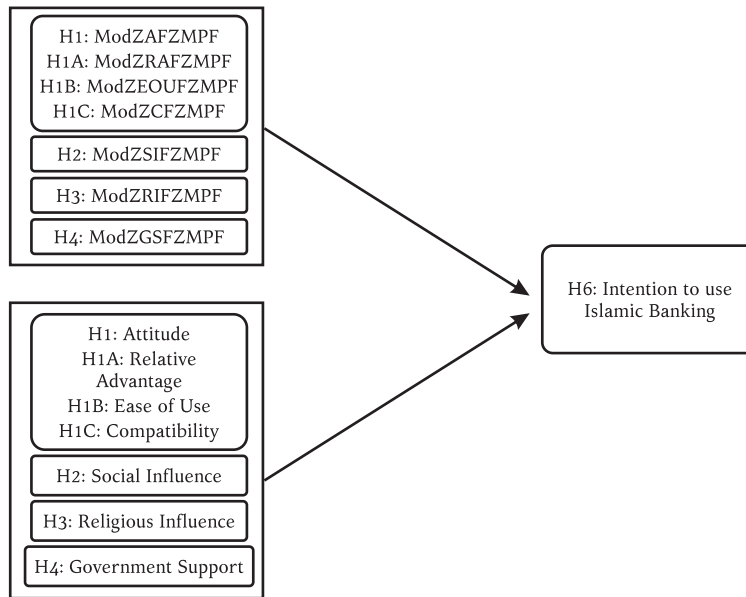 H1: ModZAFZMPF
H1A: ModZRAFZMPF
H1B: ModZEOUFZMPF
H1C: ModZCFZMPF
H2: ModZSIFZMPF
H3: ModZRIFZMPF
H4: ModZGSFZMPF
H6: Intention to use
Islamic Banking
H1: Attitude
H1A: Relative
Advantage
H1B: Ease of Use
H1C: Compatibility
H2: Social Influence
H3: Religious Influence
H4: Government Support